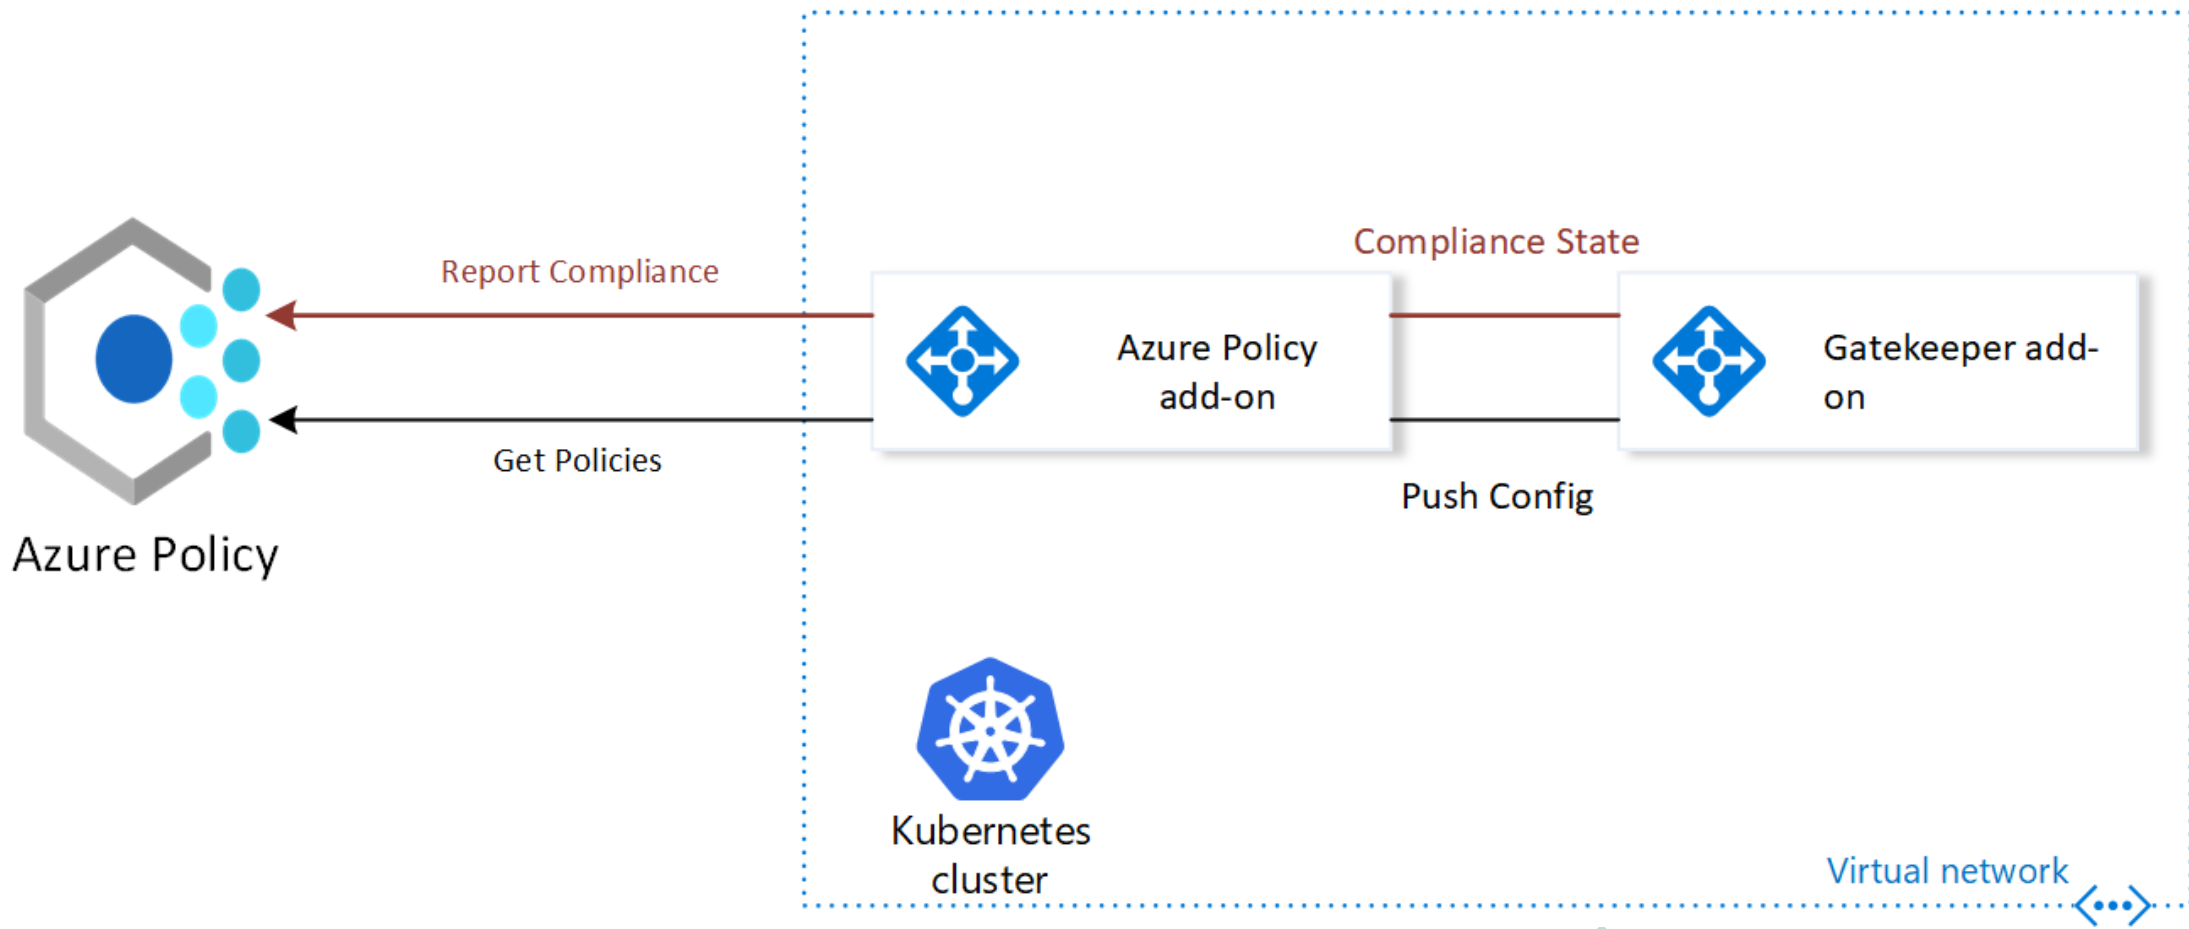 Compliance State
Report Compliance
Azure Policy
add-on
Gatekeeper add-
on
Get Policies
Push Config
Azure Policy
Kubernetes
cluster
Virtual network